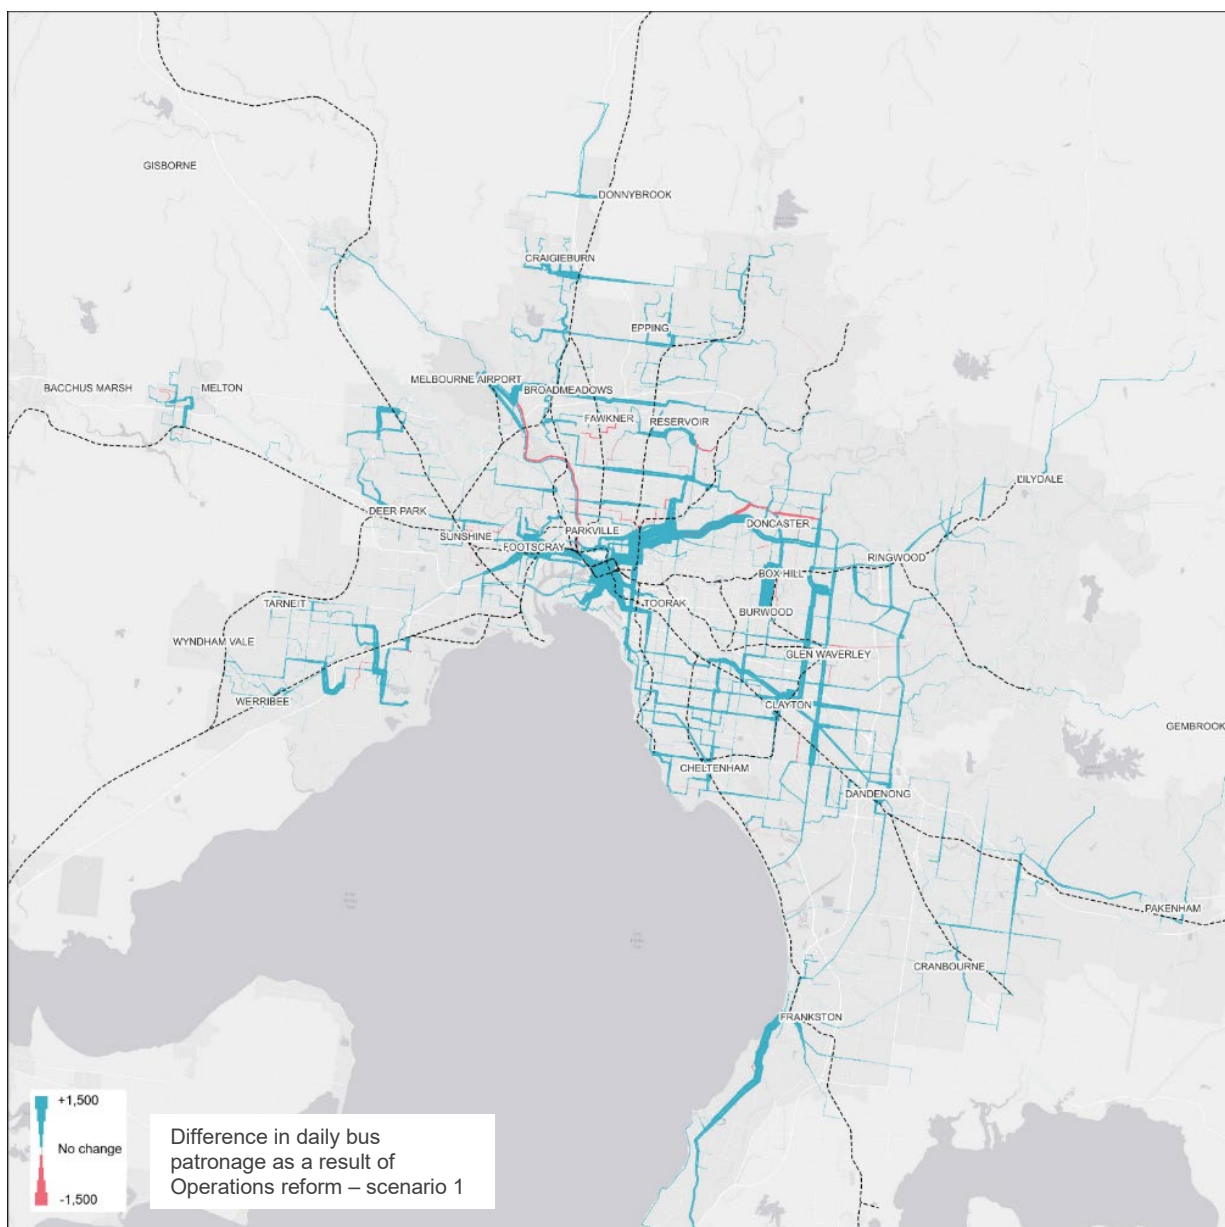 GISBORNE
DONNYBROOK
CRAIGIEBURN
EPPING
MELBOURNE AIRPORT
BROADMEADOWS
BACCHUS MARSH
MELTON
FAWKNER
RESERVOIR
LILYDALE
DEER PARK
DONCASTER
PARKVILLE
SUNSHINE
FOOTSCRAY
RINGWOOD
BOX HILL
TARNEIT
TOORAK
BURWOOD
WYNDHAM VALE
GLEN WAVERLEY
WERRIBEE
CLAYTON
GEMBROOK
CHELTENHAM
DANDENONG
PAKENHAM
CRANBOURNE
FRANKSTON
+1,500
No change
-1,500
Difference in daily bus
patronage as a result of
Operations reform – scenario 1